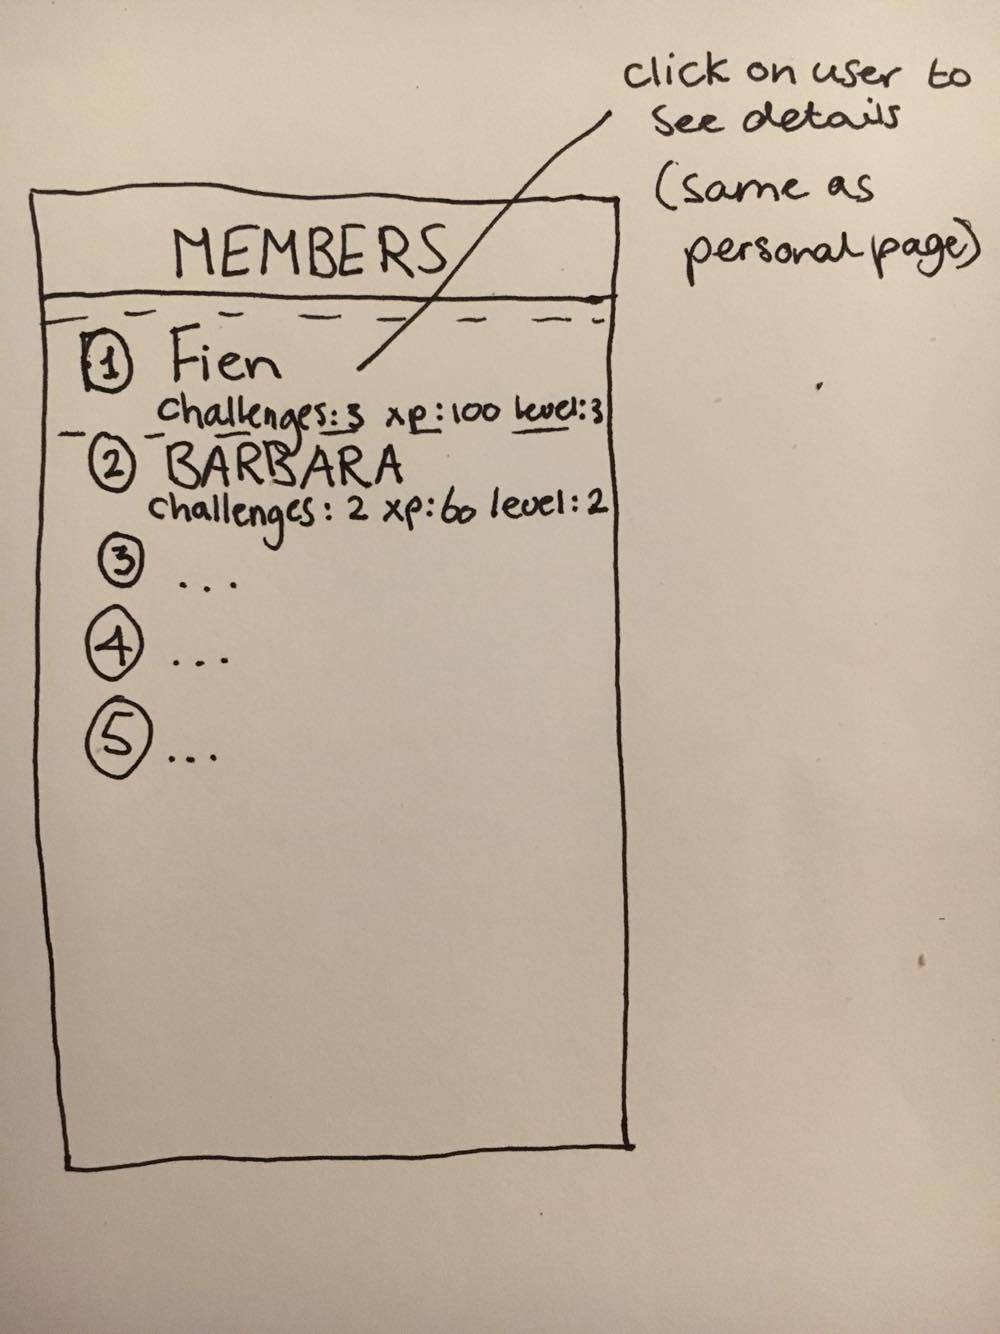 click on user to
see details
(same as
personal page)
MEMBERS
1 Fien
challenges: 3 xp: 100 level: 3
2 BARBARA
challenges: 2 xp: 60 level: 2
3 ...
4 ...
5 ...